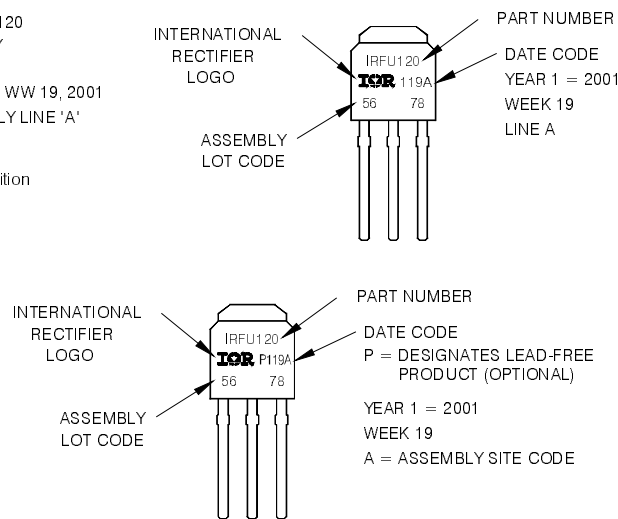 120
WW 19, 2001
LY LINE 'A'
ition
INTERNATIONAL
RECTIFIER
LOGO
ASSEMBLY
LOT CODE
IRFU120
IOR 119A
56 78
PART NUMBER
DATE CODE
YEAR 1 = 2001
WEEK 19
LINE A
INTERNATIONAL
RECTIFIER
LOGO
ASSEMBLY
LOT CODE
IRFU120
IOR P119A
56 78
PART NUMBER
DATE CODE
P = DESIGNATES LEAD-FREE
PRODUCT (OPTIONAL)
YEAR 1 = 2001
WEEK 19
A = ASSEMBLY SITE CODE